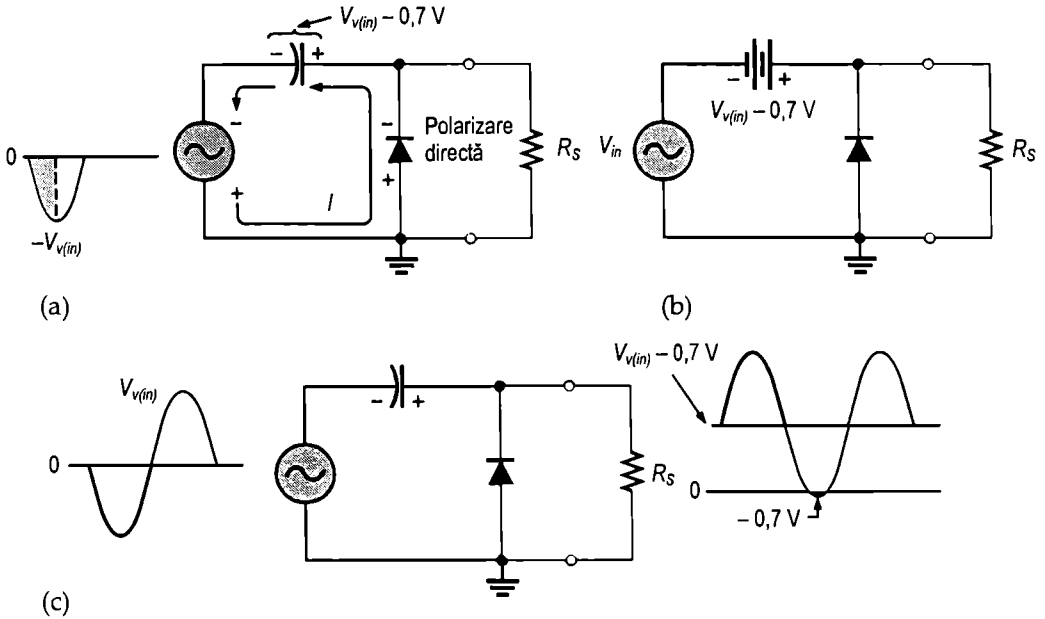 V_v(in) – 0,7 V
– +
–
–
Polarizare
directă
R_S
0
+
+
I
–V_v(in)
(a)
– +
V_v(in) – 0,7 V
V_in
R_S
(b)
V_v(in)
0
– +
R_S
V_v(in) – 0,7 V
0
– 0,7 V
(c)